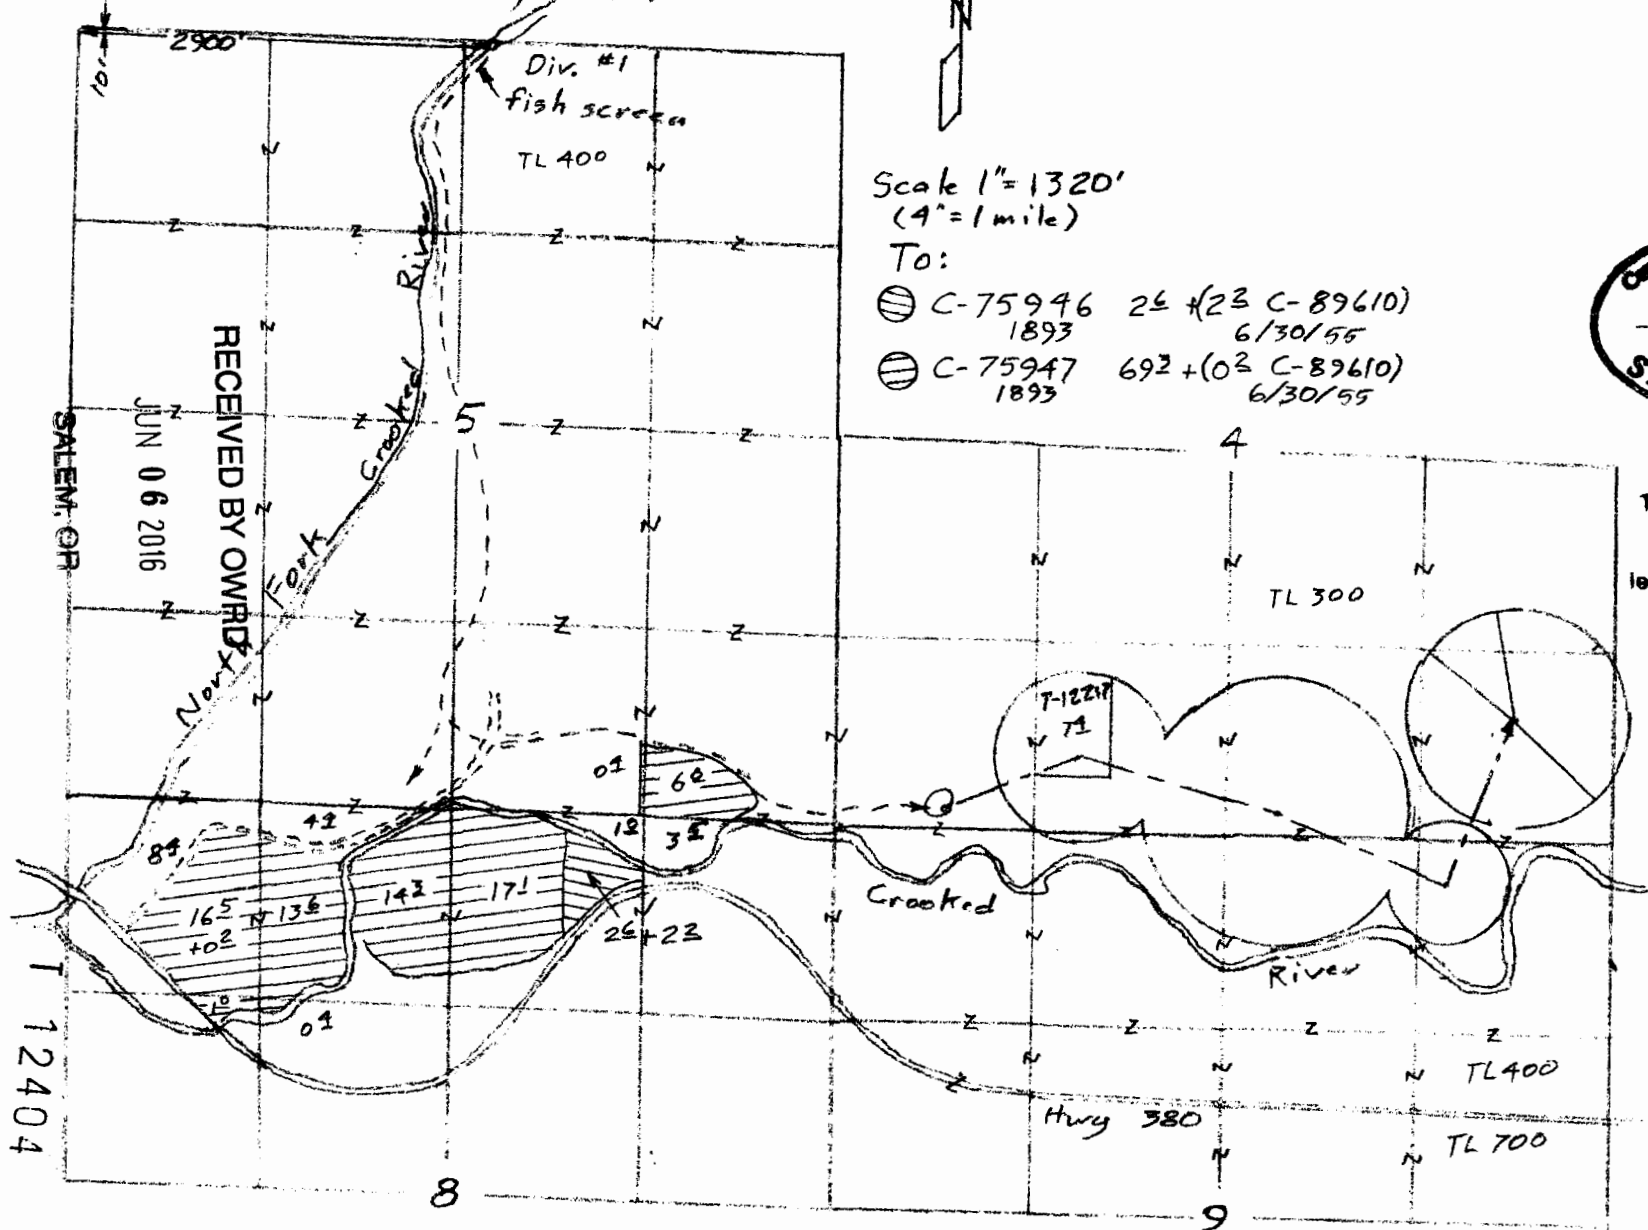 N
2900'
10'
Div. #1
fish screen
TL 400
Scale 1"= 1320'
(4"= 1 mile)
To:
C-75946 2 6 +(2 3 C-89610)
1893 6/30/55
C-75947 69 3 +(0 2 C-89610)
1893 6/30/55
North Fork Crooked River
RECEIVED BY OWRD
JUN 06 2016
SALEM, OR
5
4
TL 300
T-12217
7 1
0 1
6 0
4 1
8 4
3 5
16 5
+0 2
13 6
14 3
17 1
2 6 + 2 3
1 0
0 1
Crooked
River
T 12404
TL 400
Hwy 380
TL 700
8
9